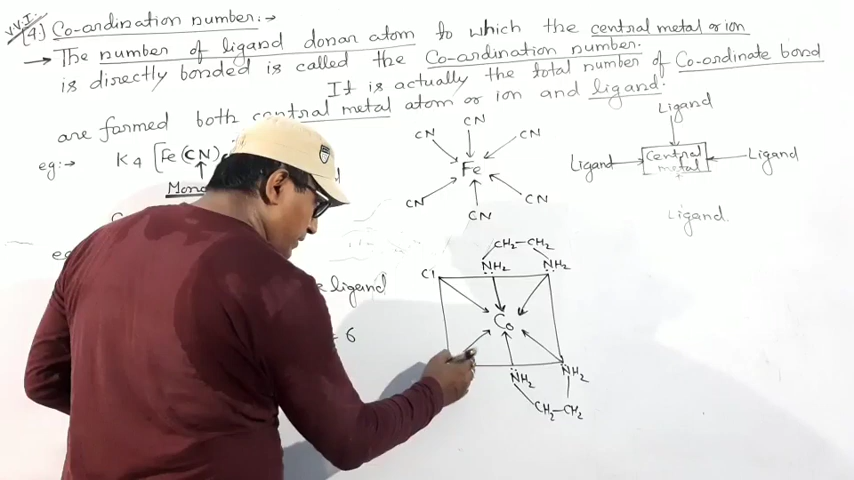 V.V.I.
(4.) Co-ordination number:→
→ The number of ligand donar atom to which the central metal or ion
is directly bonded is called the Co-ordination number.
It is actually the total number of Co-ordinate bond
are farmed both central metal atom or ion and ligand.
eg:→ K4 [Fe(CN)
Mono
CN CN CN
Fe
CN CN CN
Ligand
Ligand Central metal Ligand
Ligand.
ligand
= 6
CH2-CH2
Cl NH2 NH2
Co
NH2 NH2
CH2-CH2